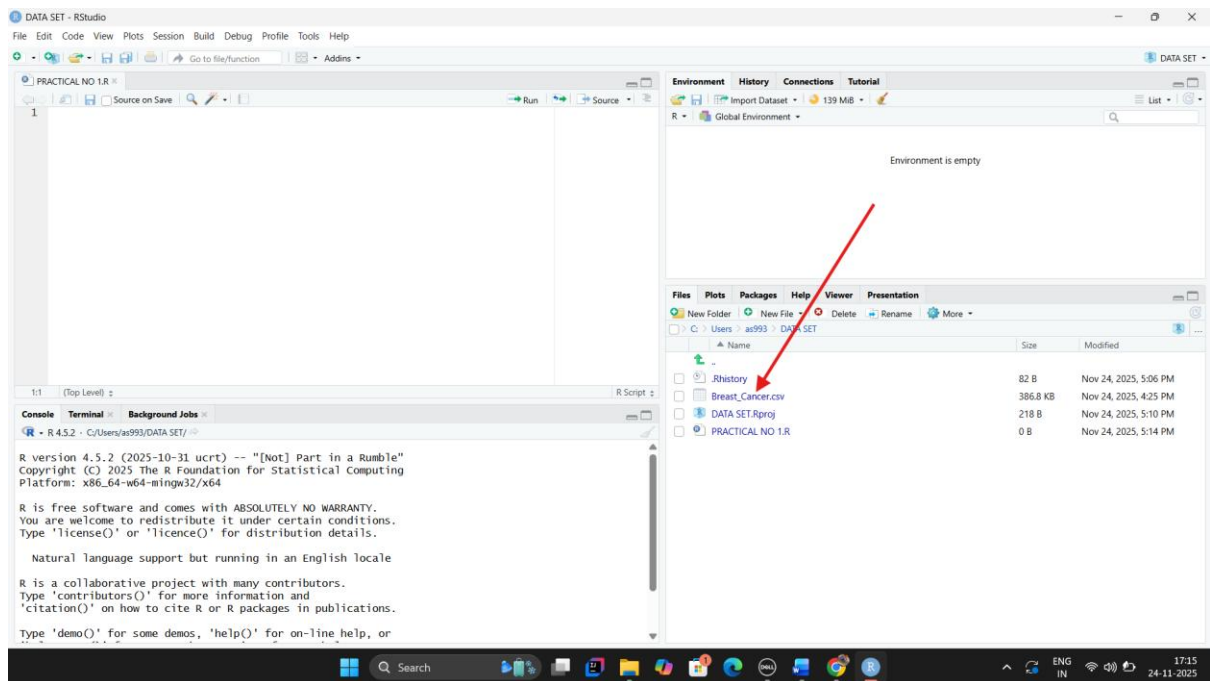 DATA SET - RStudio
File Edit Code View Plots Session Build Debug Profile Tools Help
Go to file/function Addins DATA SET
PRACTICAL NO 1.R
Source on Save Run Source
1
1:1 (Top Level) R Script
Console Terminal Background Jobs
R - R 4.5.2 · C:/Users/as993/DATA SET/
R version 4.5.2 (2025-10-31 ucrt) -- "[Not] Part in a Rumble"
Copyright (C) 2025 The R Foundation for Statistical Computing
Platform: x86_64-w64-mingw32/x64
R is free software and comes with ABSOLUTELY NO WARRANTY.
You are welcome to redistribute it under certain conditions.
Type 'license()' or 'licence()' for distribution details.
Natural language support but running in an English locale
R is a collaborative project with many contributors.
Type 'contributors()' for more information and
'citation()' on how to cite R or R packages in publications.
Type 'demo()' for some demos, 'help()' for on-line help, or
Environment History Connections Tutorial
Import Dataset 139 MiB List
R Global Environment
Environment is empty
Files Plots Packages Help Viewer Presentation
New Folder New File Delete Rename More
C: Users as993 DATA SET
Name Size Modified
..
.Rhistory 82 B Nov 24, 2025, 5:06 PM
Breast_Cancer.csv 386.8 KB Nov 24, 2025, 4:25 PM
DATA SET.Rproj 218 B Nov 24, 2025, 5:10 PM
PRACTICAL NO 1.R 0 B Nov 24, 2025, 5:14 PM
Search
ENG
IN
17:15
24-11-2025